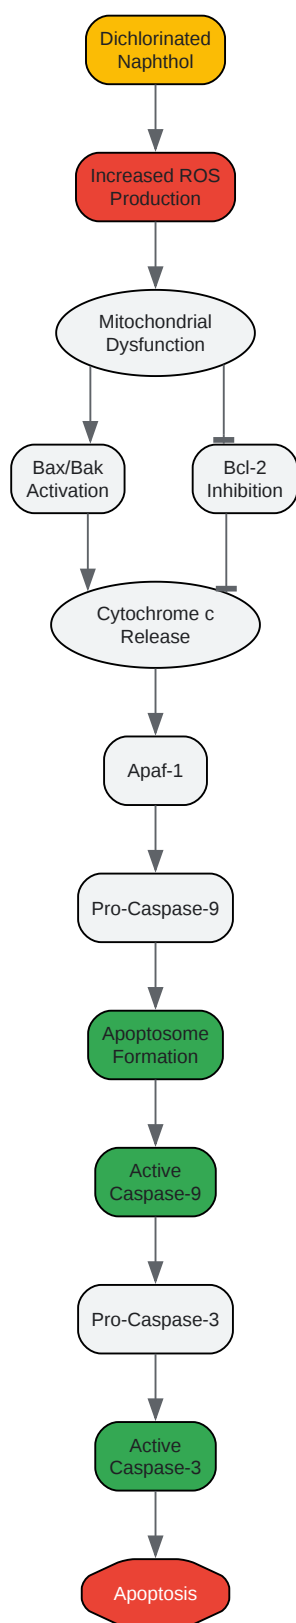 Dichlorinated
Naphthol
Increased ROS
Production
Mitochondrial
Dysfunction
Bax/Bak
Activation
Bcl-2
Inhibition
Cytochrome c
Release
Apaf-1
Pro-Caspase-9
Apoptosome
Formation
Active
Caspase-9
Pro-Caspase-3
Active
Caspase-3
Apoptosis